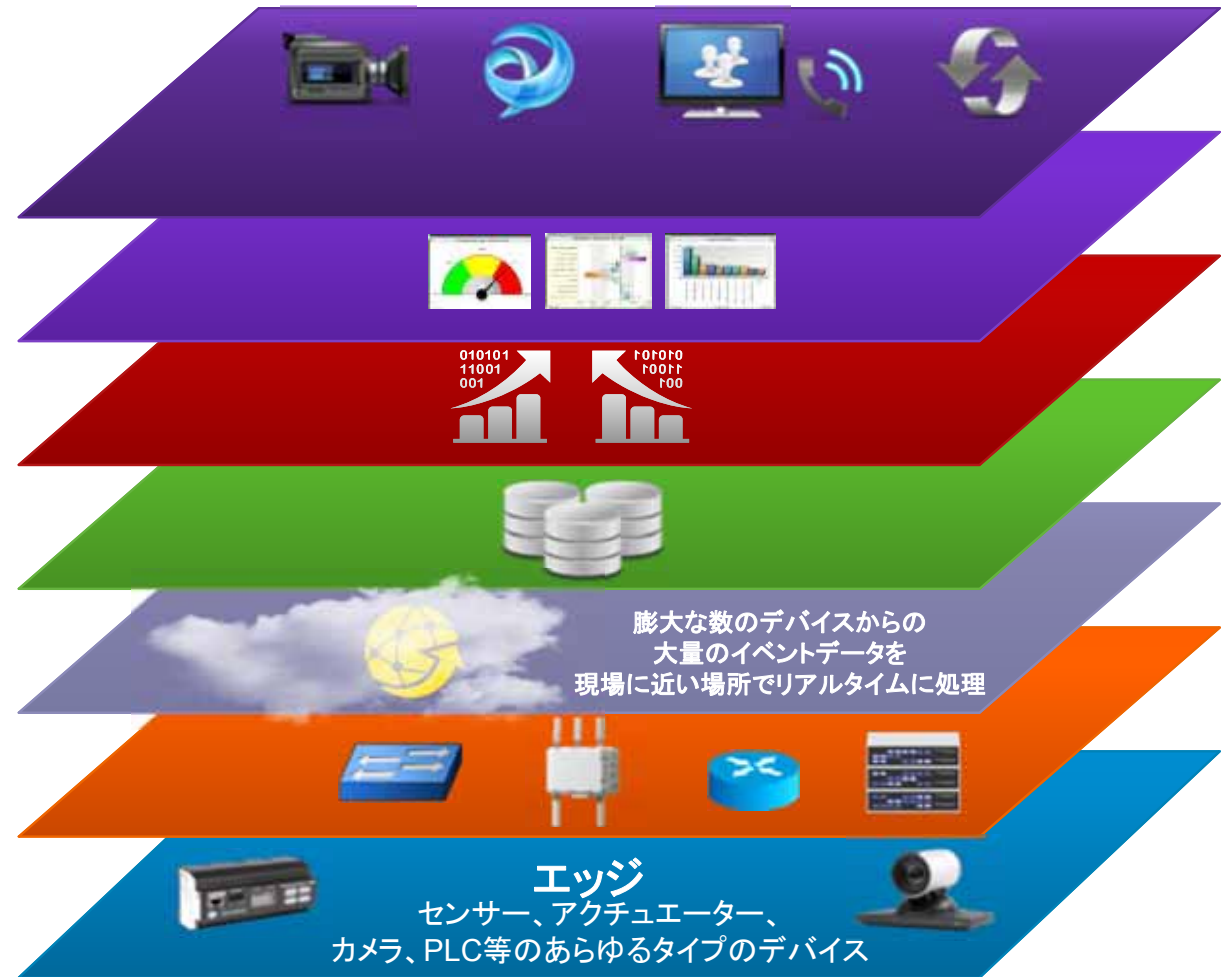 010101
11001
001
010101
11001
001
膨大な数のデバイスからの
大量のイベントデータを
現場に近い場所でリアルタイムに処理
エッジ
センサー、アクチュエーター、
カメラ、PLC等のあらゆるタイプのデバイス